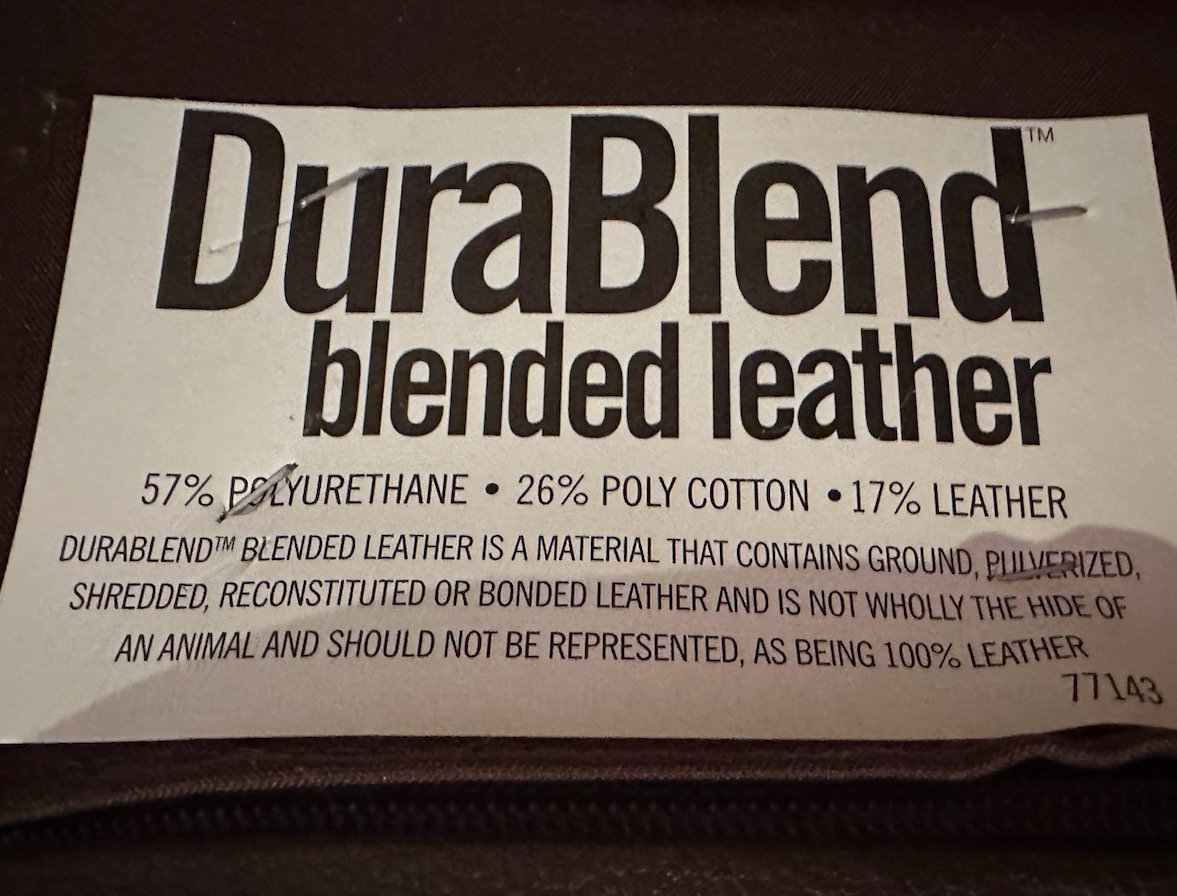 DuraBlend™
blended leather
57% POLYURETHANE • 26% POLY COTTON • 17% LEATHER
DURABLEND™ BLENDED LEATHER IS A MATERIAL THAT CONTAINS GROUND, PULVERIZED,
SHREDDED, RECONSTITUTED OR BONDED LEATHER AND IS NOT WHOLLY THE HIDE OF
AN ANIMAL AND SHOULD NOT BE REPRESENTED, AS BEING 100% LEATHER
77143